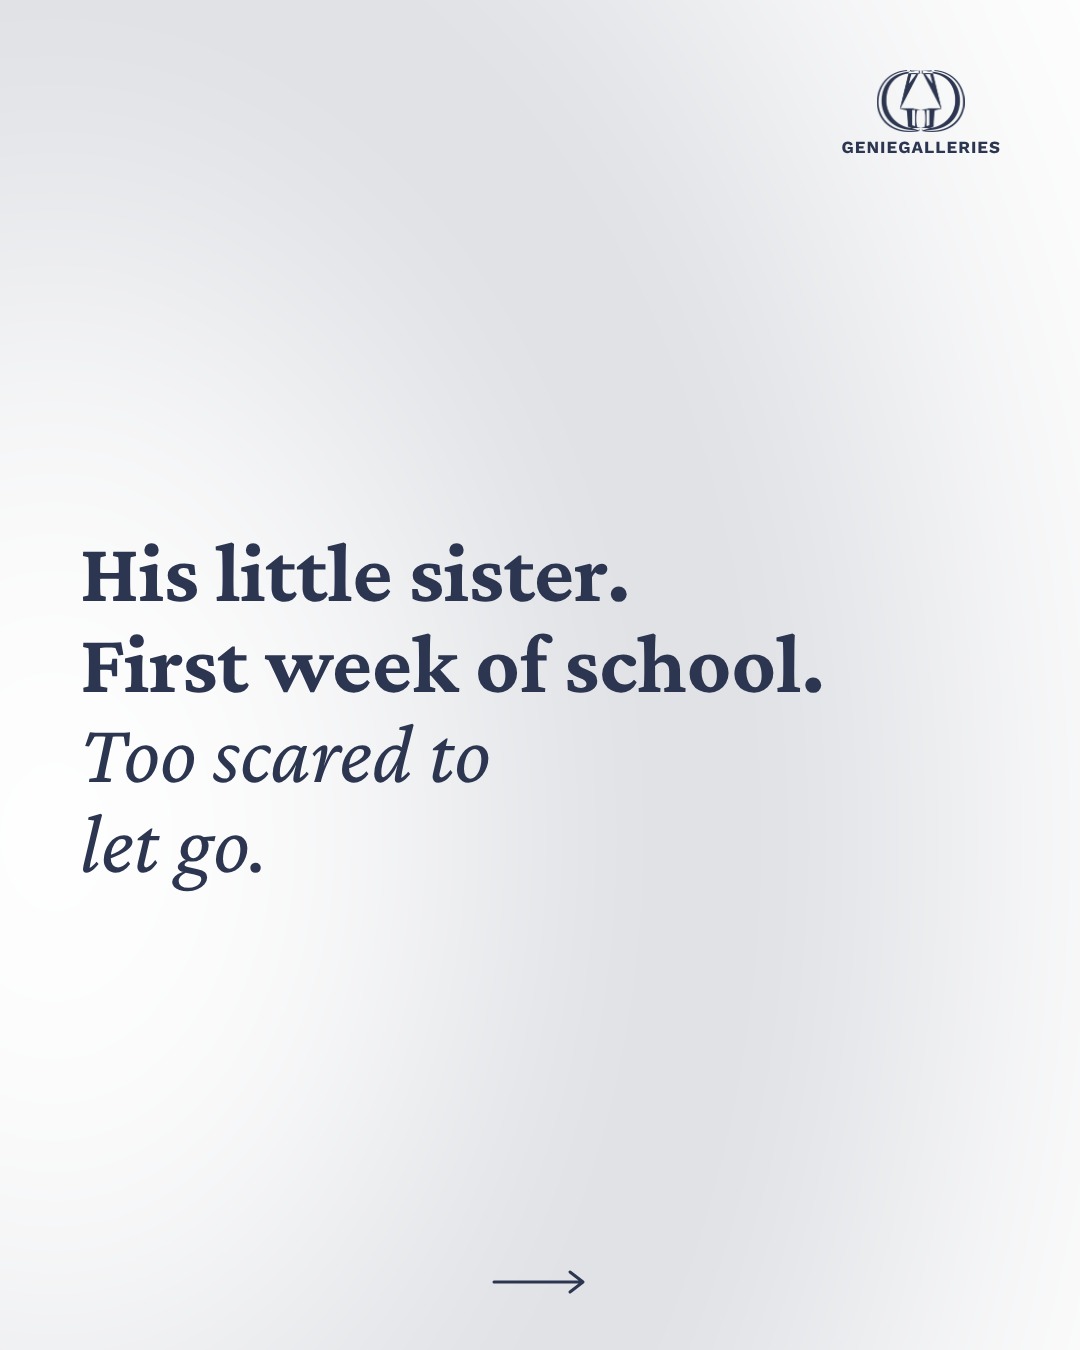 GENIEGALLERIES
His little sister.
First week of school.
Too scared to
let go.